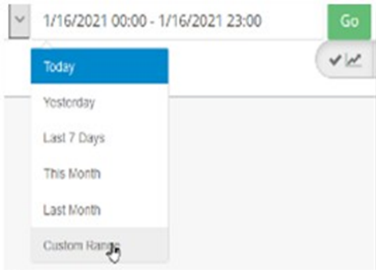 1/16/2021 00:00 - 1/16/2021 23:00 Go
Today
Yesterday
Last 7 Days
This Month
Last Month
Custom Range